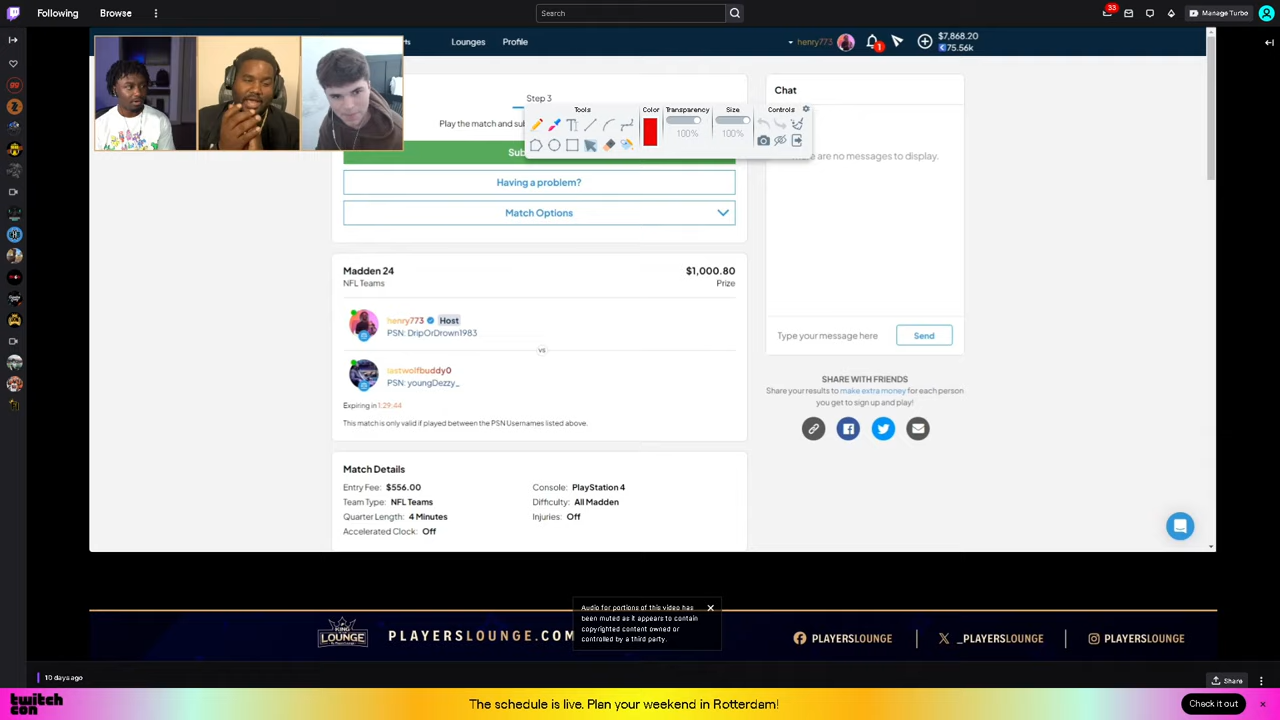 Following
Browse
Search
33
Manage Turbo
Lounges
Profile
henry773
1
$7,868.20
75.56k
Step 3
Play the match and sub
Sub
Having a problem?
Match Options
Tools
Color
Transparency
100%
Size
100%
Controls
Chat
are no messages to display.
Type your message here
Send
Madden 24
$1,000.80
NFL Teams
Prize
henry773
Host
PSN: DripOrDrown1983
vs
lastwolfbuddy0
PSN: youngDezzy_
Expiring in 1:29:44
This match is only valid if played between the PSN Usernames listed above.
SHARE WITH FRIENDS
Share your results to make extra money for each person
you get to sign up and play!
Match Details
Entry Fee: $556.00
Console: PlayStation 4
Team Type: NFL Teams
Difficulty: All Madden
Quarter Length: 4 Minutes
Injuries: Off
Accelerated Clock: Off
Audio for portions of this video has
been muted as it appears to contain
copyrighted content owned or
controlled by a third party.
KING
LOUNGE
PLAYERSLOUNGE.COM
PLAYERSLOUNGE
_PLAYERSLOUNGE
PLAYERSLOUNGE
10 days ago
Share
twitch
con
The schedule is live. Plan your weekend in Rotterdam!
Check it out